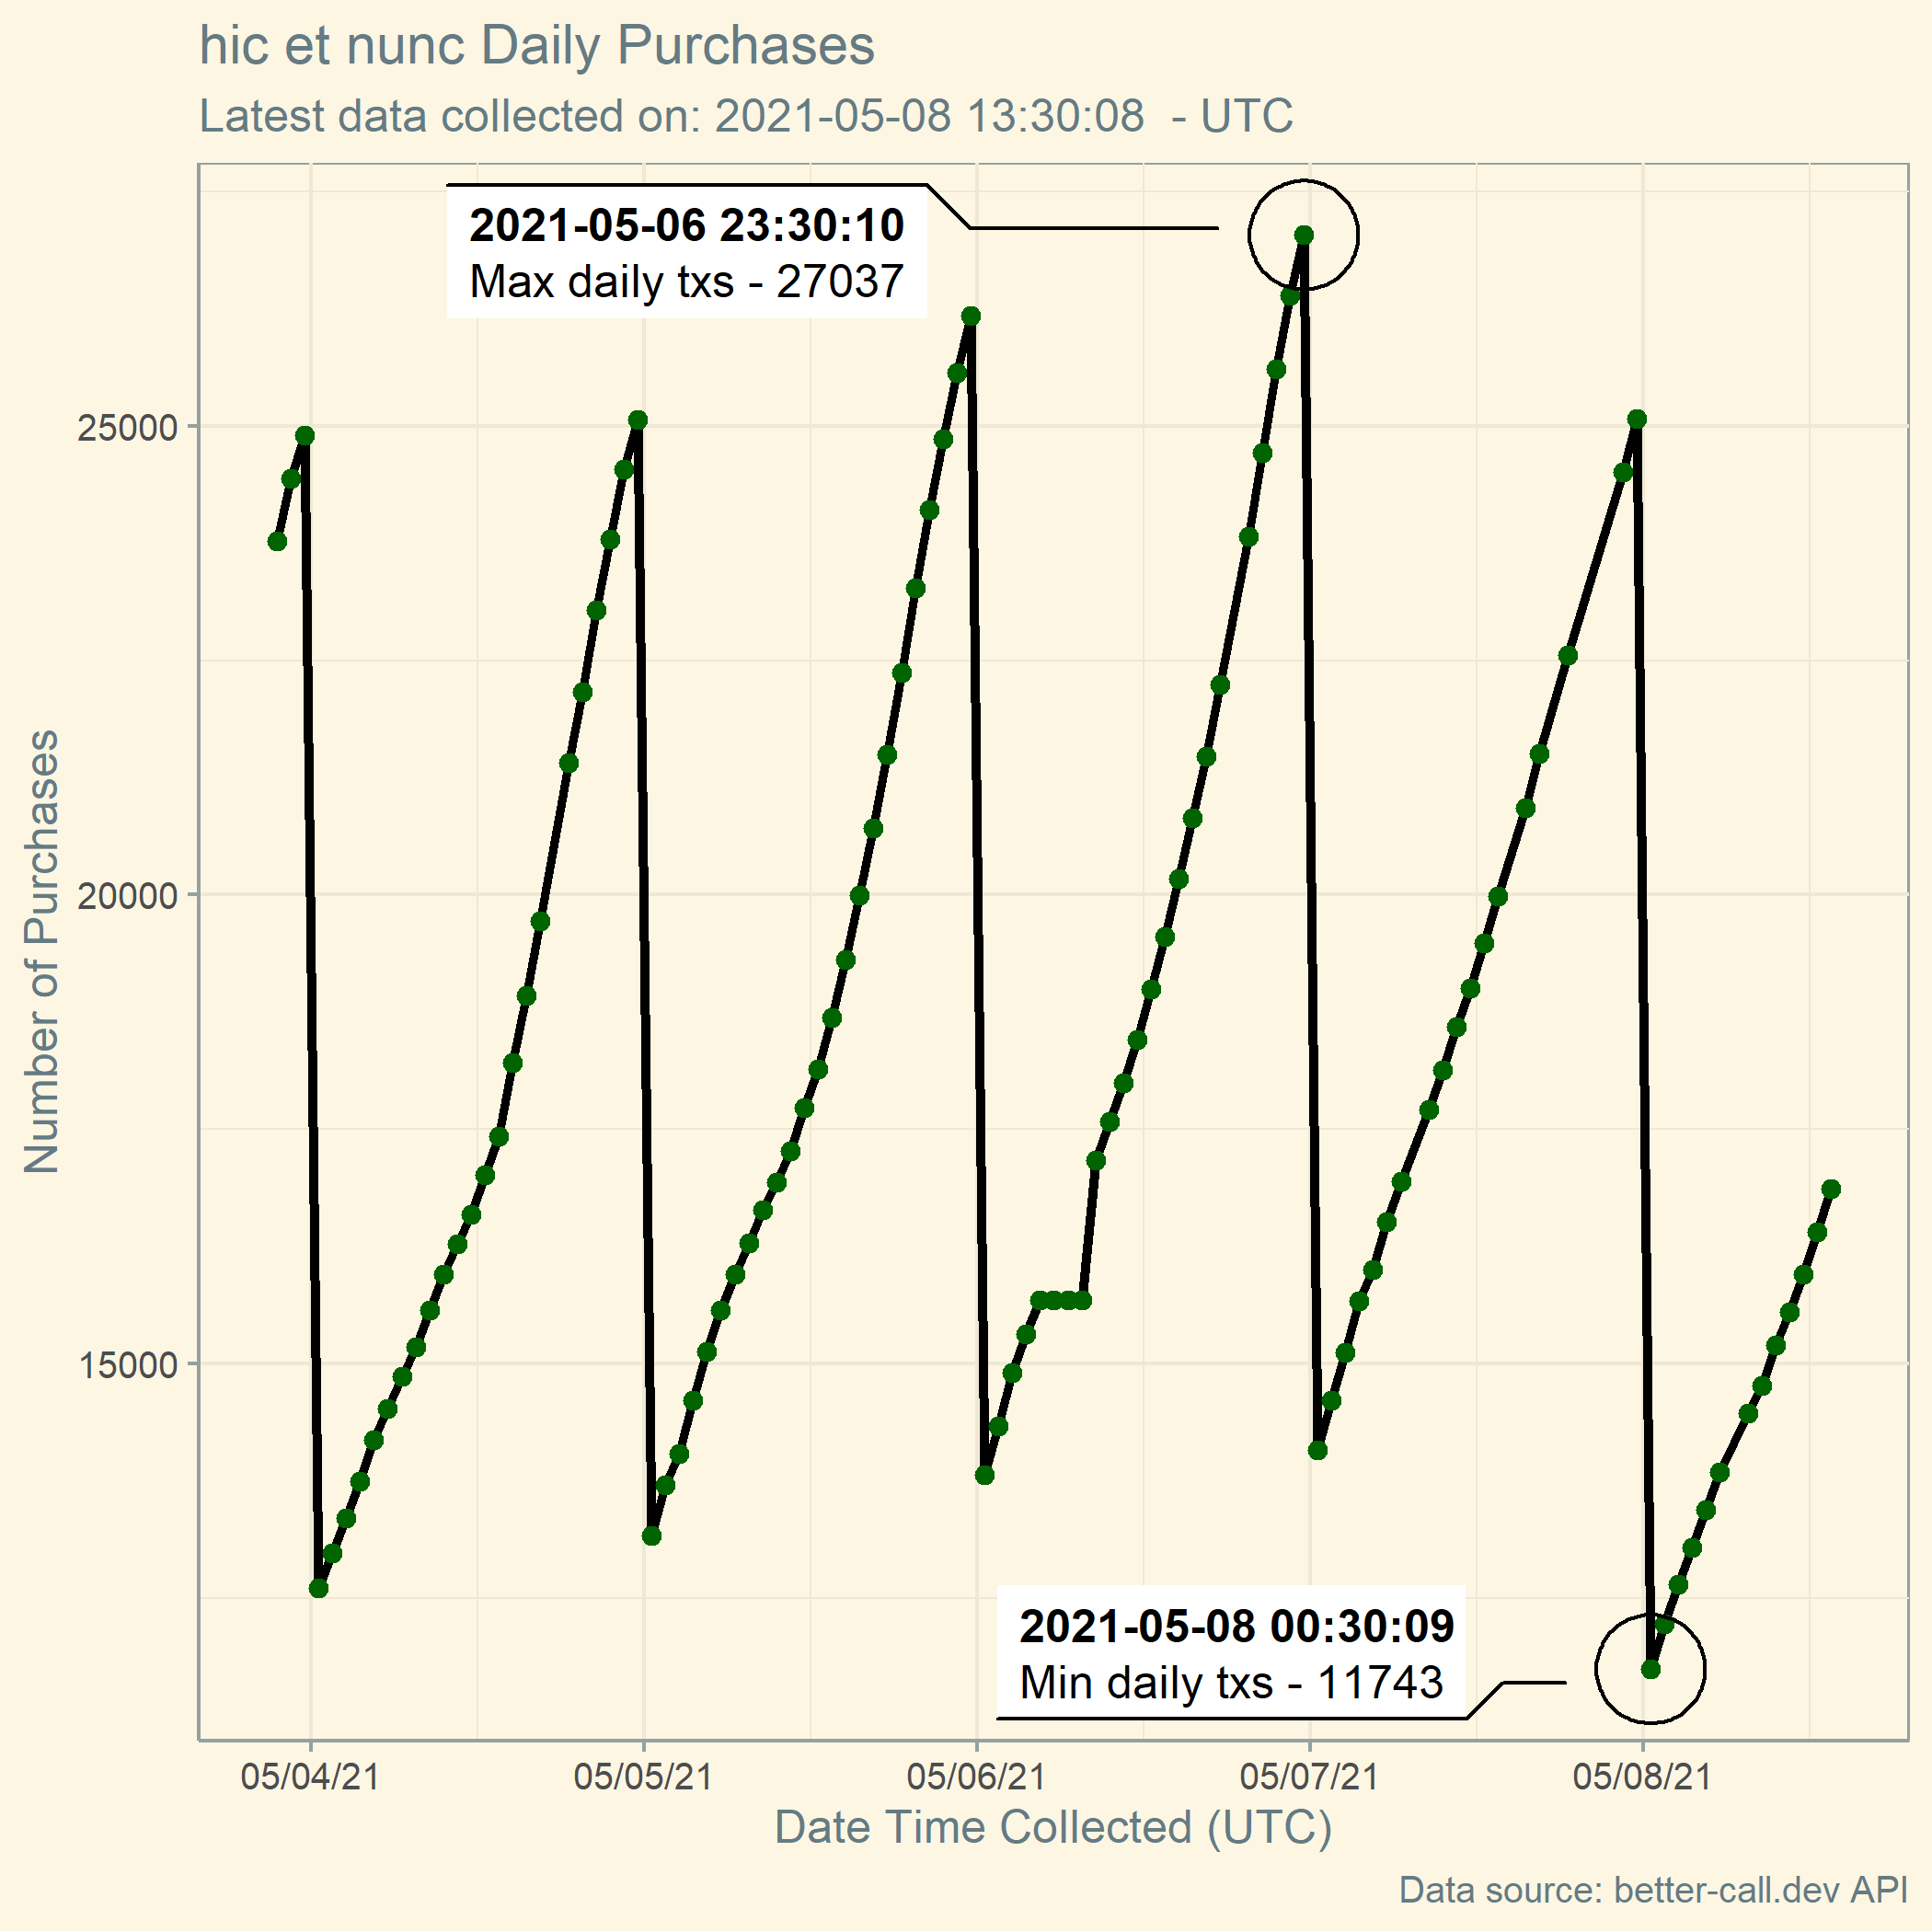 hic et nunc Daily Purchases
Latest data collected on: 2021-05-08 13:30:08  - UTC
2021-05-06 23:30:10
Max daily txs - 27037
25000
20000
15000
Number of Purchases
2021-05-08 00:30:09
Min daily txs - 11743
05/04/21
05/05/21
05/06/21
05/07/21
05/08/21
Date Time Collected (UTC)
Data source: better-call.dev API